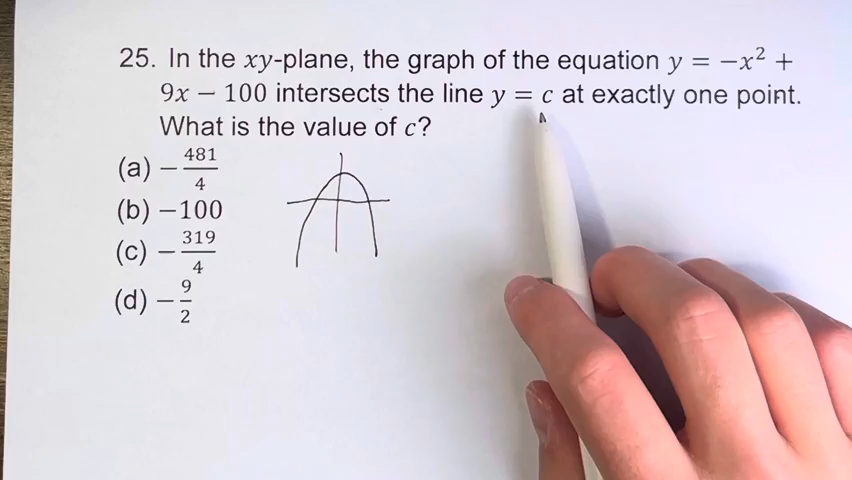 25. In the xy-plane, the graph of the equation y = −x² +
9x − 100 intersects the line y = c at exactly one point.
What is the value of c?
(a) −481/4
(b) −100
(c) −319/4
(d) −9/2